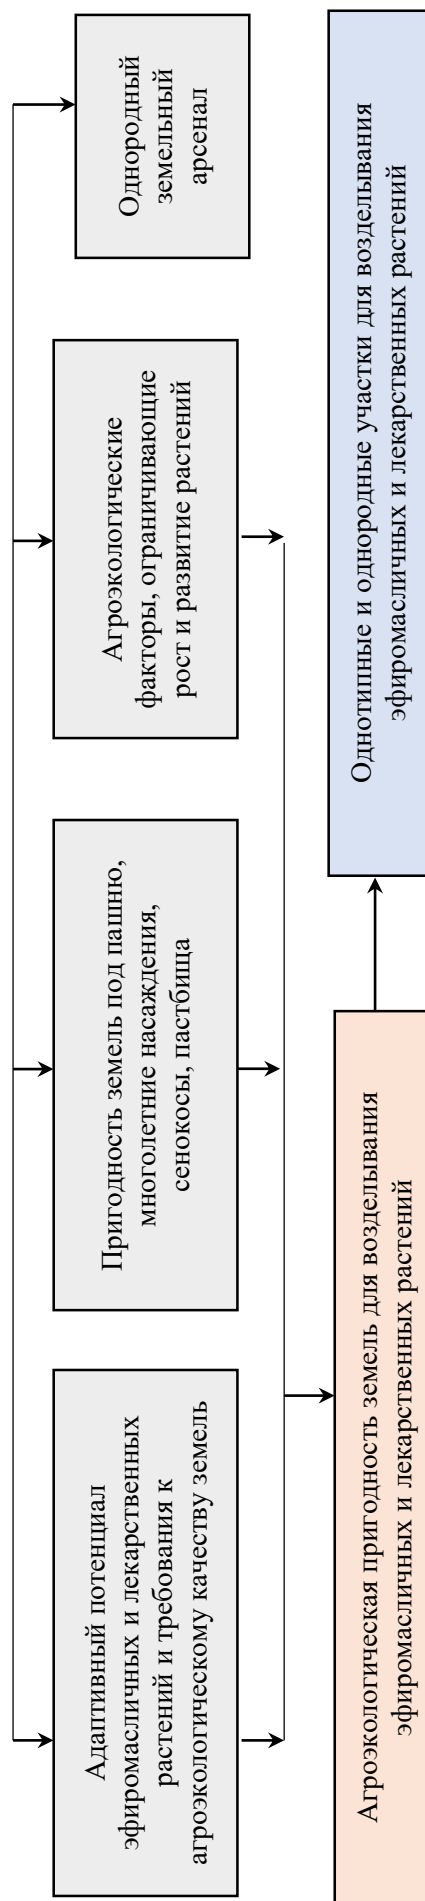 Адаптивный потенциал
эфиромасличных и лекарственных
растений и требования к
агроэкологическому качеству земель
Пригодность земель под пашню,
многолетние насаждения,
сенокосы, пастбища
Агроэкологические
факторы, ограничивающие
рост и развитие растений
Однородный
земельный
арсенал
Агроэкологическая пригодность земель для возделывания
эфиромасличных и лекарственных растений
Однотипные и однородные участки для возделывания
эфиромасличных и лекарственных растений